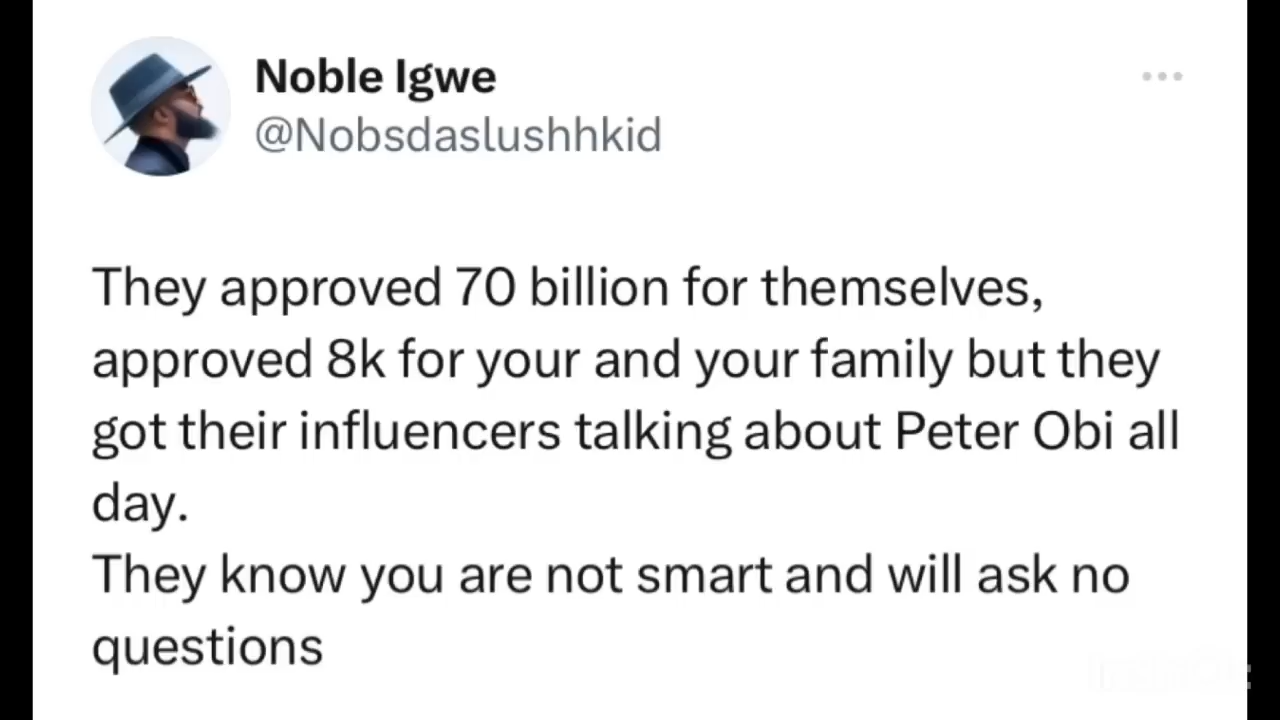 Noble Igwe
@Nobsdaslushhkid
They approved 70 billion for themselves,
approved 8k for your and your family but they
got their influencers talking about Peter Obi all
day.
They know you are not smart and will ask no
questions